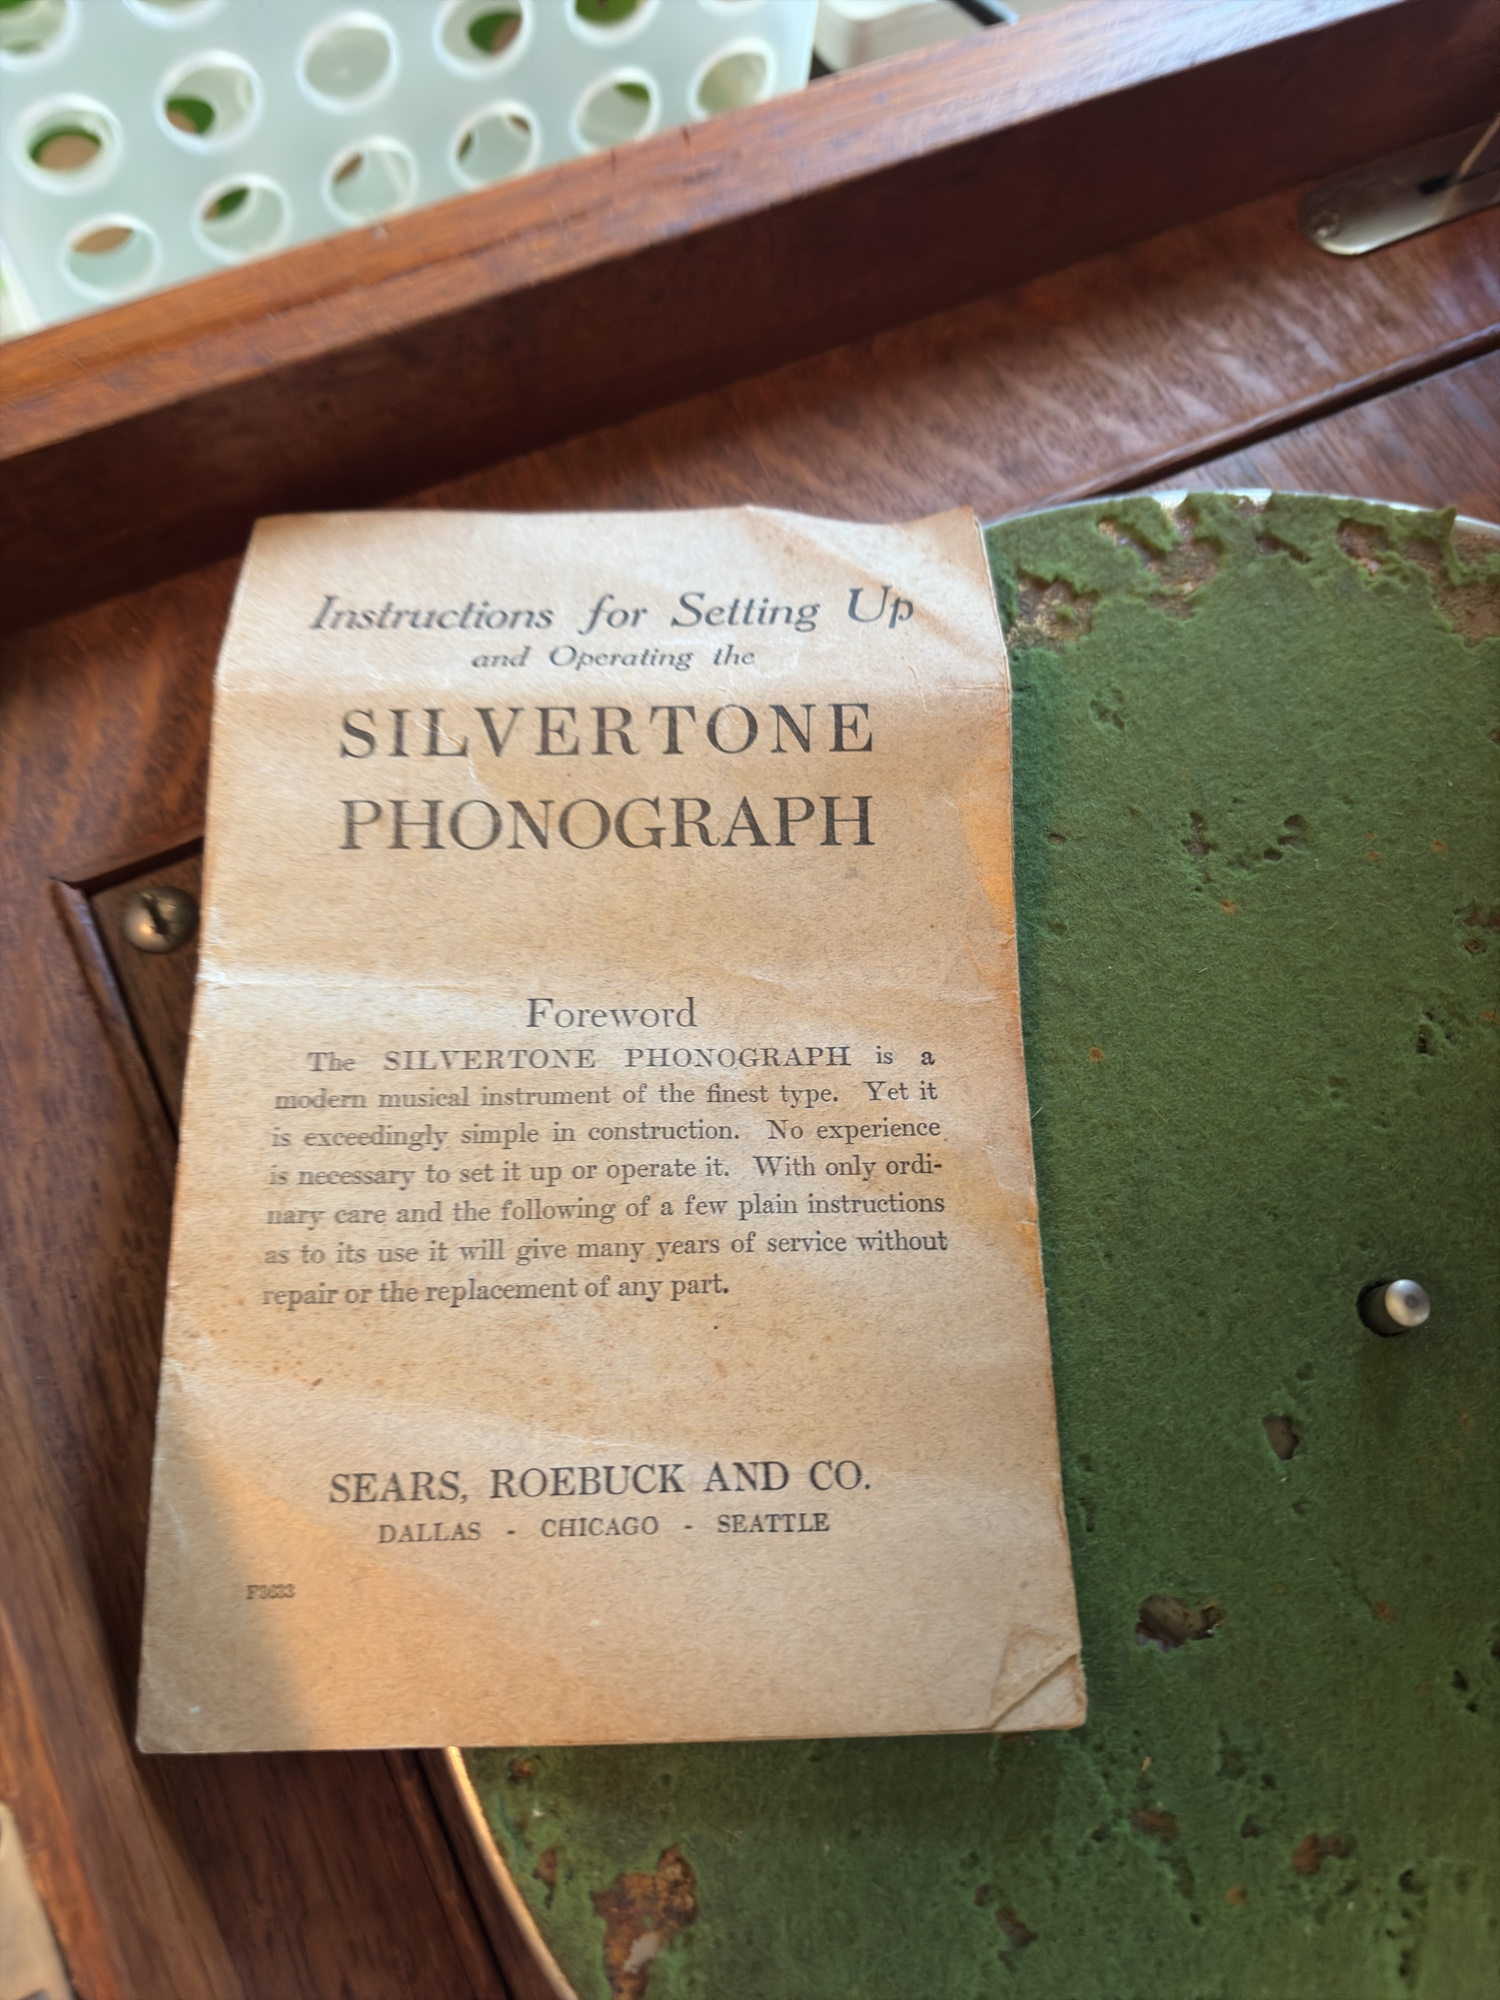 Instructions for Setting Up
and Operating the
SILVERTONE
PHONOGRAPH
Foreword
The SILVERTONE PHONOGRAPH is a
modern musical instrument of the finest type. Yet it
is exceedingly simple in construction. No experience
is necessary to set it up or operate it. With only ordi-
nary care and the following of a few plain instructions
as to its use it will give many years of service without
repair or the replacement of any part.
SEARS, ROEBUCK AND CO.
DALLAS - CHICAGO - SEATTLE